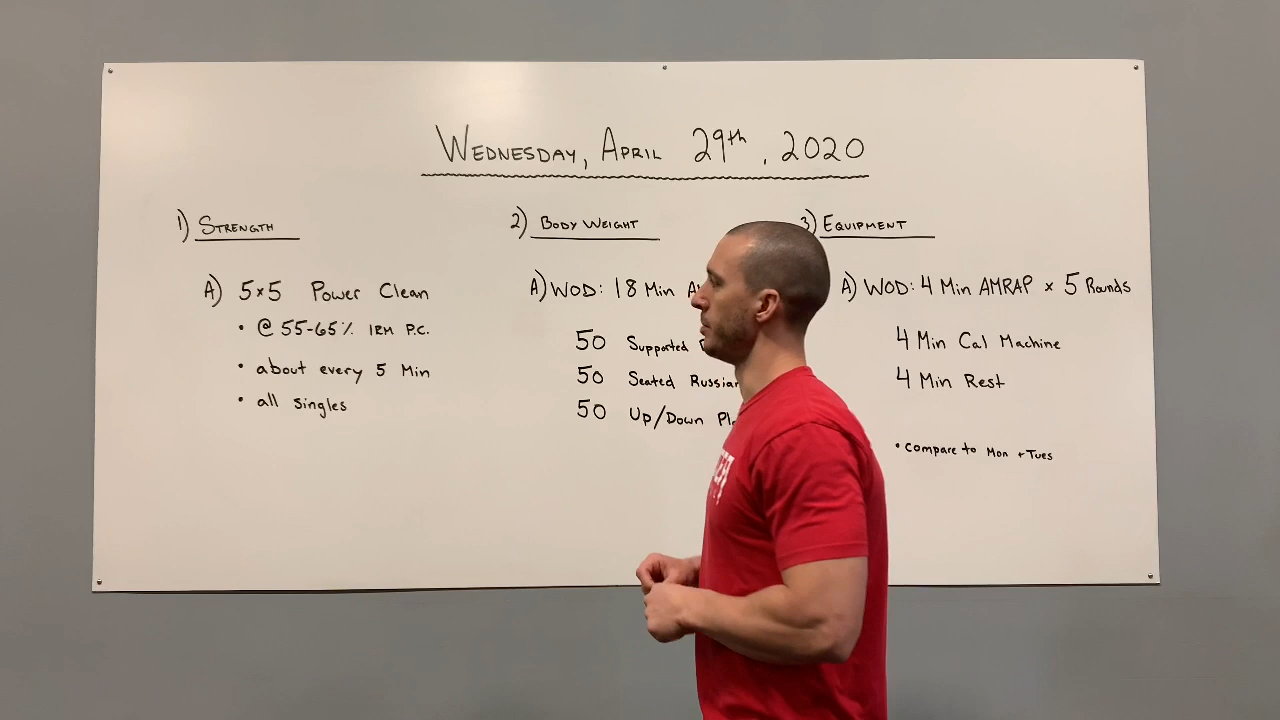 WEDNESDAY, APRIL 29th, 2020
1) STRENGTH
A) 5x5 Power Clean
• @ 55-65% 1RM P.C.
• about every 5 Min
• all singles
2) BODY WEIGHT
A) WOD: 18 Min
50 Supported
50 Seated Russian
50 Up/Down
3) EQUIPMENT
A) WOD: 4 Min AMRAP x 5 Rounds
4 Min Cal Machine
4 Min Rest
• compare to Mon + Tues